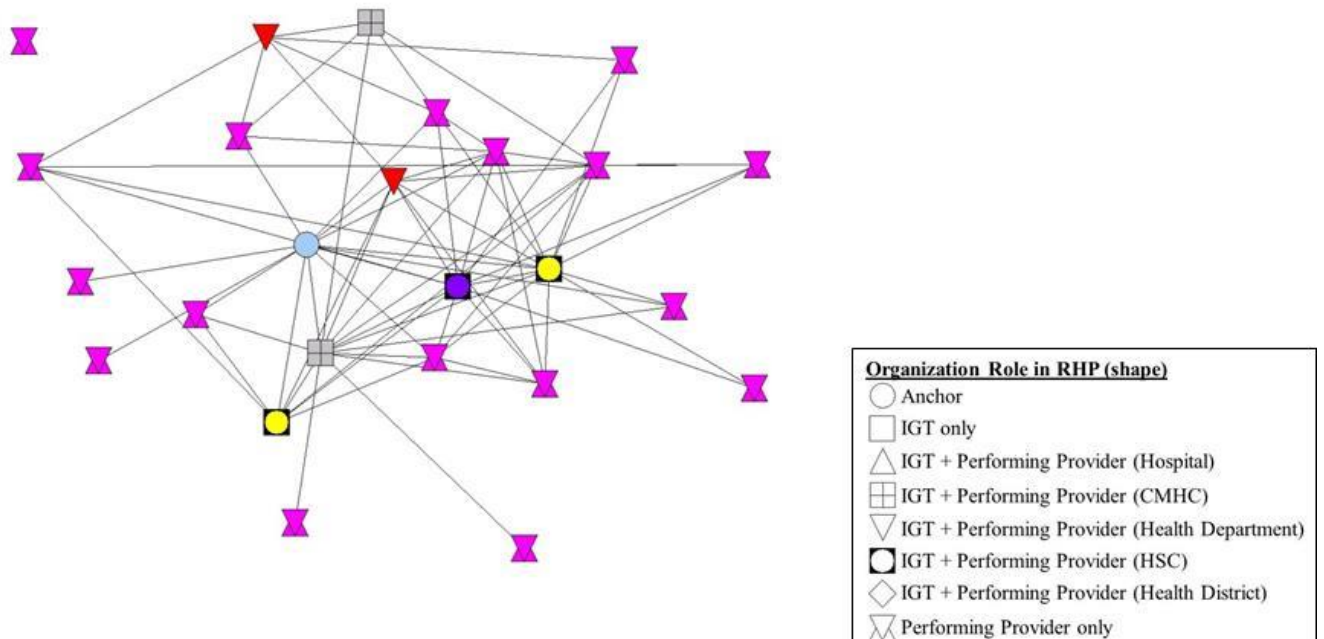 Organization Role in RHP (shape)
Anchor
IGT only
IGT + Performing Provider (Hospital)
IGT + Performing Provider (CMHC)
IGT + Performing Provider (Health Department)
IGT + Performing Provider (HSC)
IGT + Performing Provider (Health District)
Performing Provider only